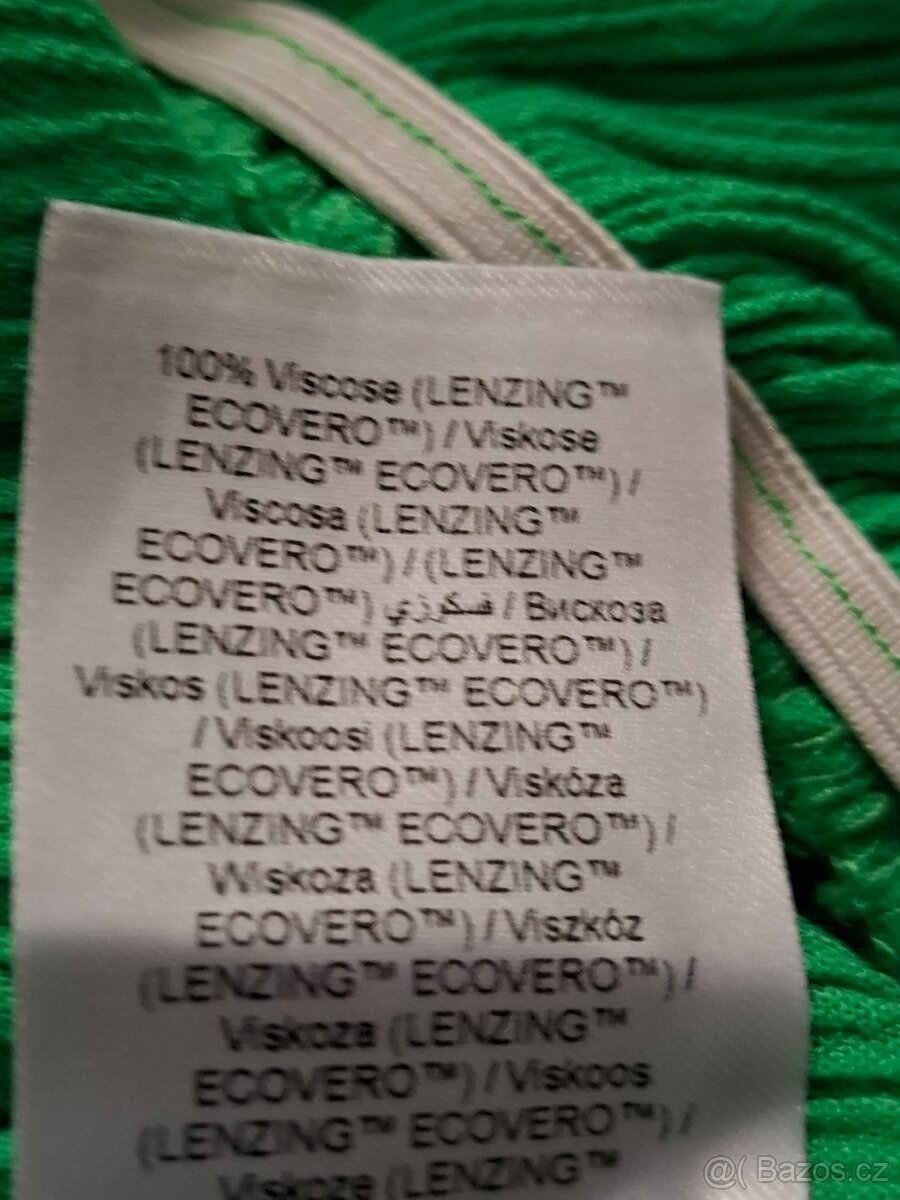 100% Viscose (LENZING™
ECOVERO™) / Viskose
(LENZING™ ECOVERO™) /
Viscosa (LENZING™
ECOVERO™) / (LENZING™
ECOVERO™) فسكوزي / Вискоза
(LENZING™ ECOVERO™) /
Viskos (LENZING™ ECOVERO™)
/ Viskoosi (LENZING™
ECOVERO™) / Viskóza
(LENZING™ ECOVERO™) /
Wiskoza (LENZING™
ECOVERO™) / Viszkóz
(LENZING™ ECOVERO™) /
Viskoza (LENZING™
ECOVERO™) / Viskoos
(LENZING™ ECOVERO™) /
Viskoze (LENZING™
@( Bazos.cz